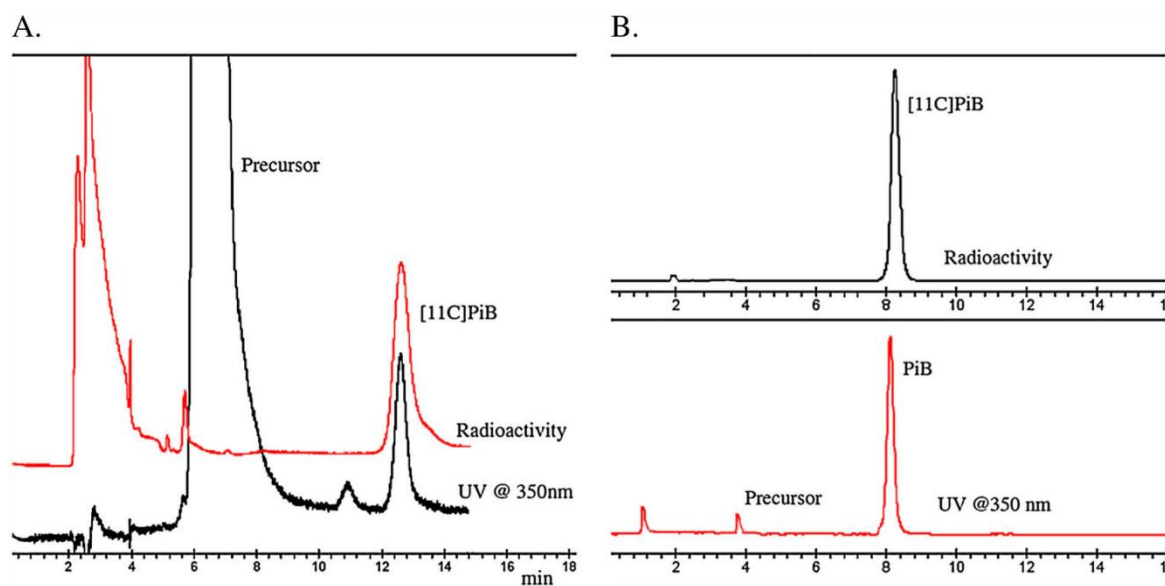 A.
Precursor
[11C]PiB
Radioactivity
UV @ 350nm
2 4 6 8 10 12 14 16 18
min
B.
[11C]PiB
Radioactivity
2 4 6 8 10 12 14 1
PiB
Precursor
UV @350 nm
2 4 6 8 10 12 14 1